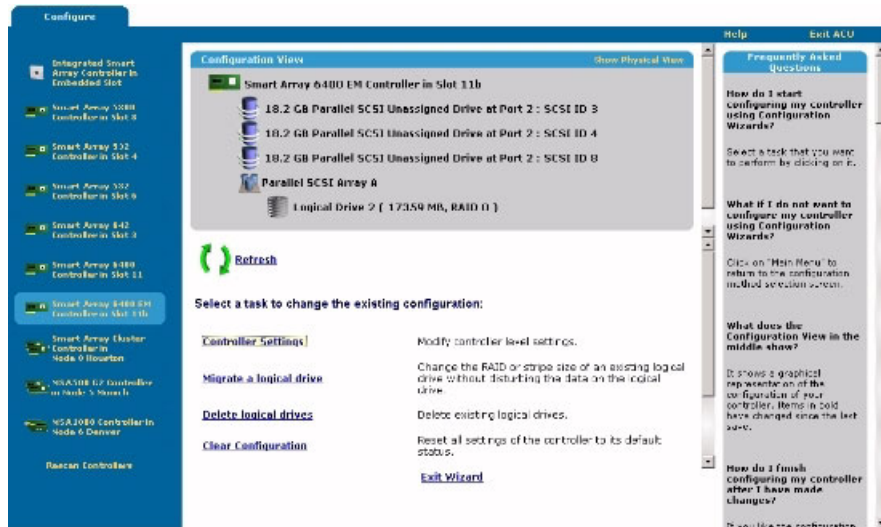 Configure
Help
Exit ACU
Integrated Smart
Array Controller in
Embedded Slot
Smart Array
Controller in Slot 8
Smart Array 532
Controller in Slot 4
Smart Array
Controller in Slot 6
Smart Array 642
Controller in Slot 3
Smart Array 6400
Controller in Slot 11
Smart Array 6400 EM
Controller in Slot 11b
Smart Array Cluster
Controller in
Node 0 Houston
Controller
in Node 5 Munich
Controller in
Node 6 Denver
Rescan Controllers
Configuration View
Show Physical View
Smart Array 6400 EM Controller in Slot 11b
18.2 GB Parallel SCSI Unassigned Drive at Port 2 : SCSI ID 3
18.2 GB Parallel SCSI Unassigned Drive at Port 2 : SCSI ID 4
18.2 GB Parallel SCSI Unassigned Drive at Port 2 : SCSI ID 8
Parallel SCSI Array A
Logical Drive 2 ( 17359 MB, RAID 0 )
Refresh
Select a task to change the existing configuration:
Controller Settings
Modify controller level settings.
Migrate a logical drive
Change the RAID or stripe size of an existing logical
drive without disturbing the data on the logical
drive.
Delete logical drives
Delete existing logical drives.
Clear Configuration
Reset all settings of the controller to its default
status.
Exit Wizard
Frequently Asked
Questions
How do I start
configuring my controller
using Configuration
Wizards?
Select a task that you want
to perform by clicking on it.
What if I do not want to
configure my controller
using Configuration
Wizards?
Click on "Main Menu" to
return to the configuration
method selection screen.
What does the
Configuration View in the
middle show?
It shows a graphical
representation of the
configuration of your
controller. Items in bold
have changed since the last
save.
How do I finish
configuring my controller
after I have made
changes?
If you like the configuration